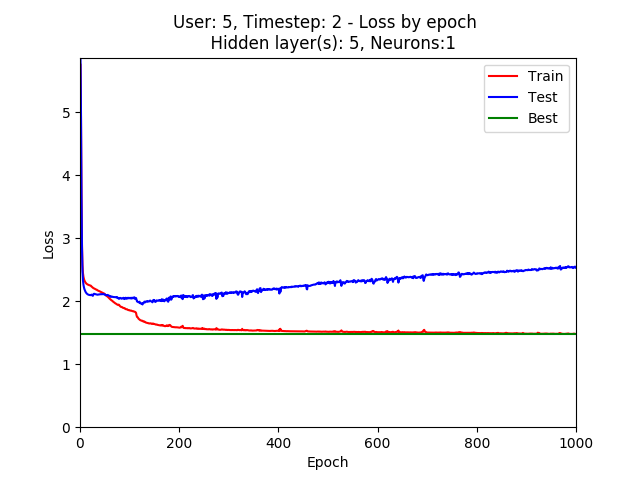 User: 5, Timestep: 2 - Loss by epoch
Hidden layer(s): 5, Neurons:1
Train
Test
Best
5
4
3
2
1
0
Loss
0 200 400 600 800 1000
Epoch